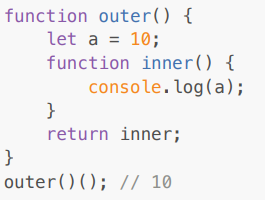 function outer() {
    let a = 10;
    function inner() {
        console.log(a);
    }
    return inner;
}
outer()(); // 10